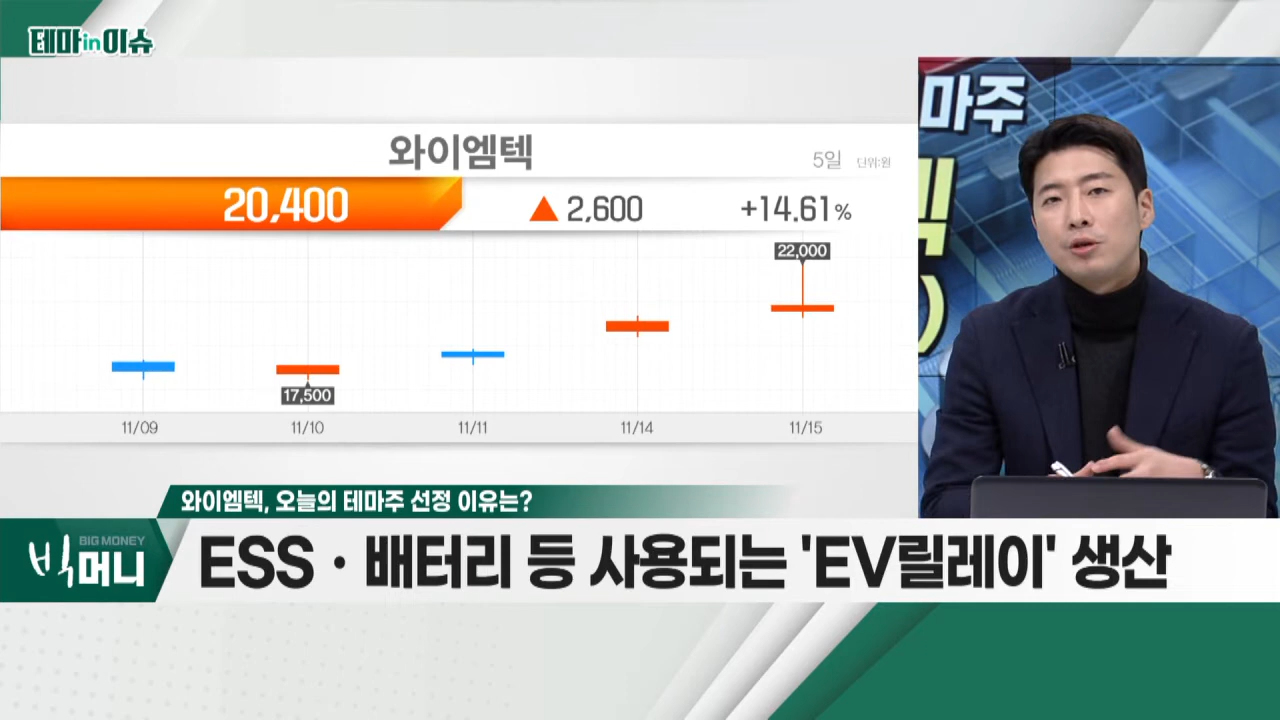 테마in이슈
마주
와이엠텍
5일 단위:원
20,400 ▲ 2,600 +14.61%
22,000
17,500
11/09 11/10 11/11 11/14 11/15
와이엠텍, 오늘의 테마주 선정 이유는?
BIG MONEY
빅머니
ESS · 배터리 등 사용되는 'EV릴레이' 생산